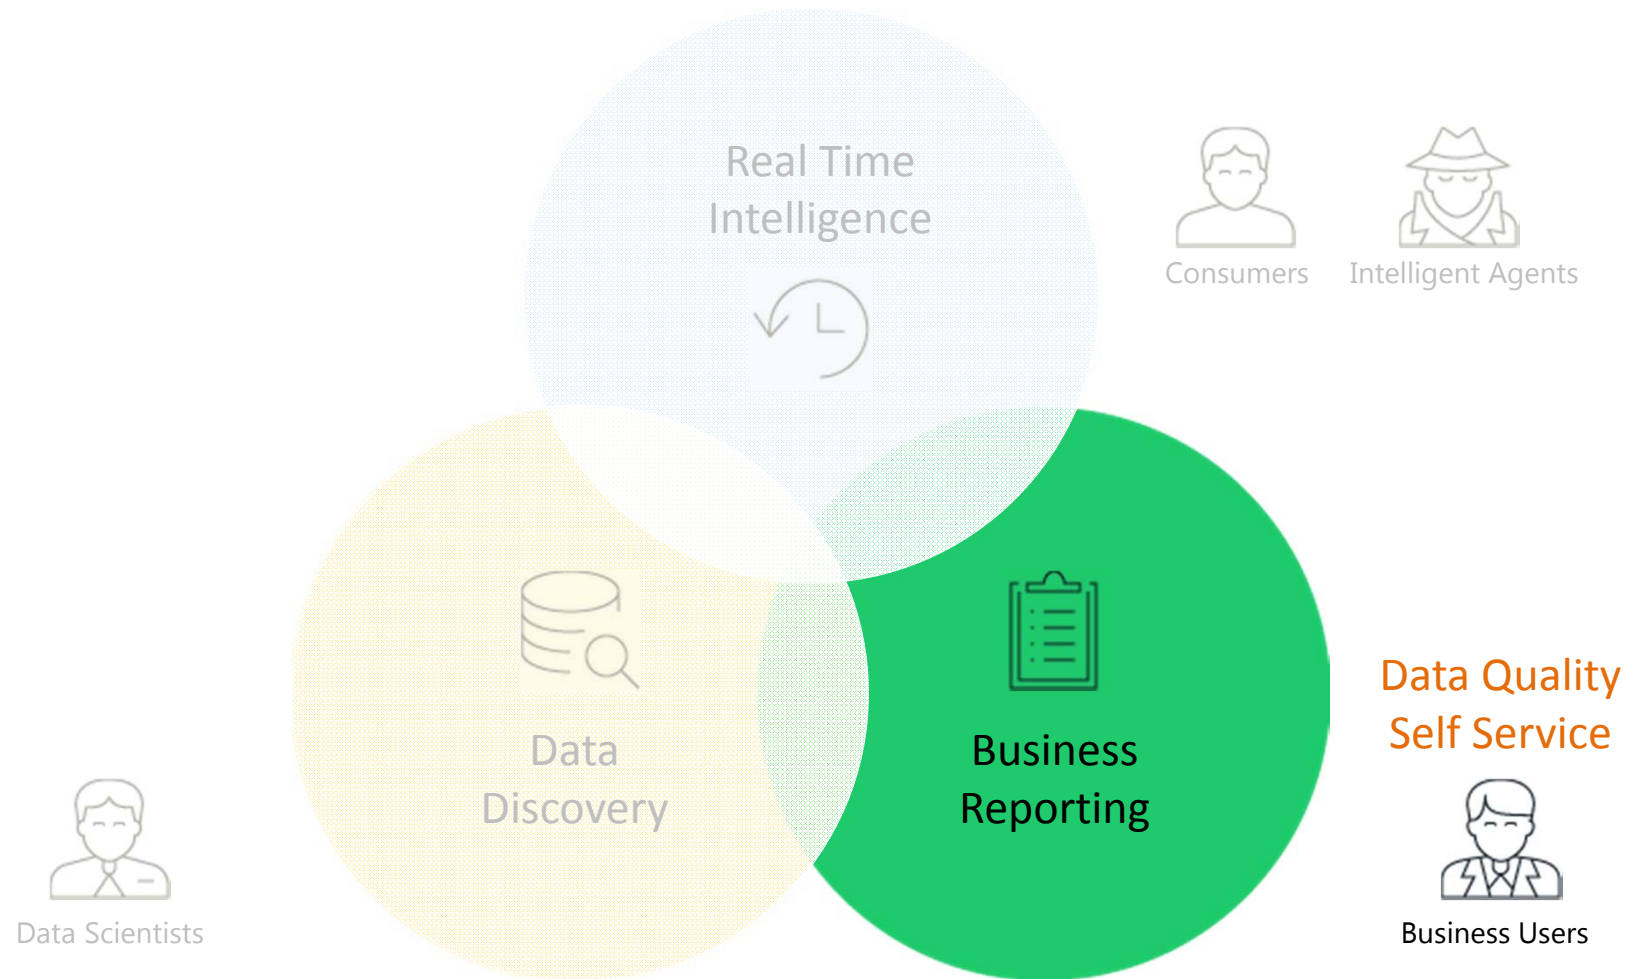 Real Time
Intelligence
Consumers
Intelligent Agents
Data
Discovery
Business
Reporting
Data Quality
Self Service
Data Scientists
Business Users